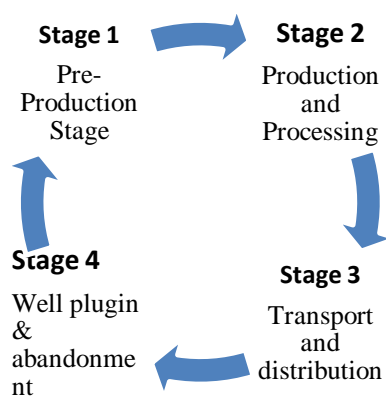 Stage 1
Pre-
Production
Stage
Stage 2
Production
and
Processing
Stage 3
Transport
and
distribution
Stage 4
Well plugin
&
abandonme
nt